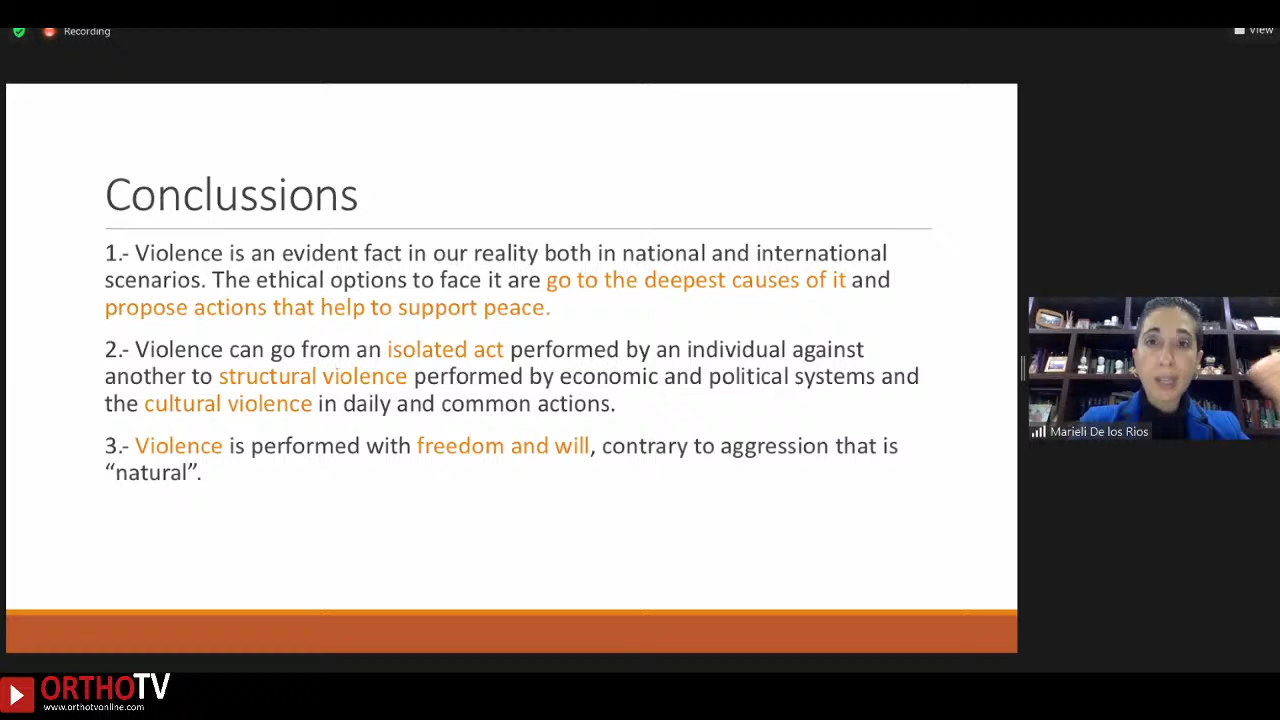 Recording
View
Conclussions
1.- Violence is an evident fact in our reality both in national and international
scenarios. The ethical options to face it are go to the deepest causes of it and
propose actions that help to support peace.
2.- Violence can go from an isolated act performed by an individual against
another to structural violence performed by economic and political systems and
the cultural violence in daily and common actions.
3.- Violence is performed with freedom and will, contrary to aggression that is
“natural”.
Marieli De los Rios
ORTHOTV
www.orthotvonline.com